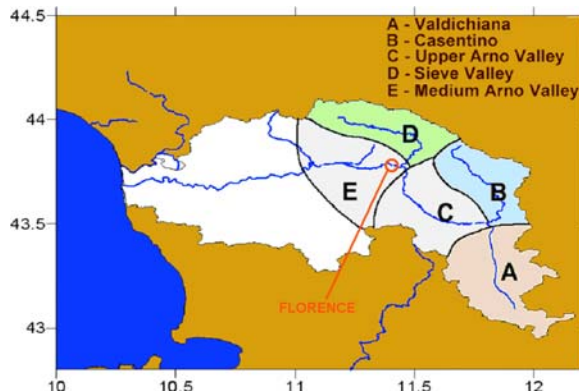 44.5
44
43.5
43
10
10.5
11
11.5
12
A - Valdichiana
B - Casentino
C - Upper Arno Valley
D - Sieve Valley
E - Medium Arno Valley
D
E
B
C
A
FLORENCE